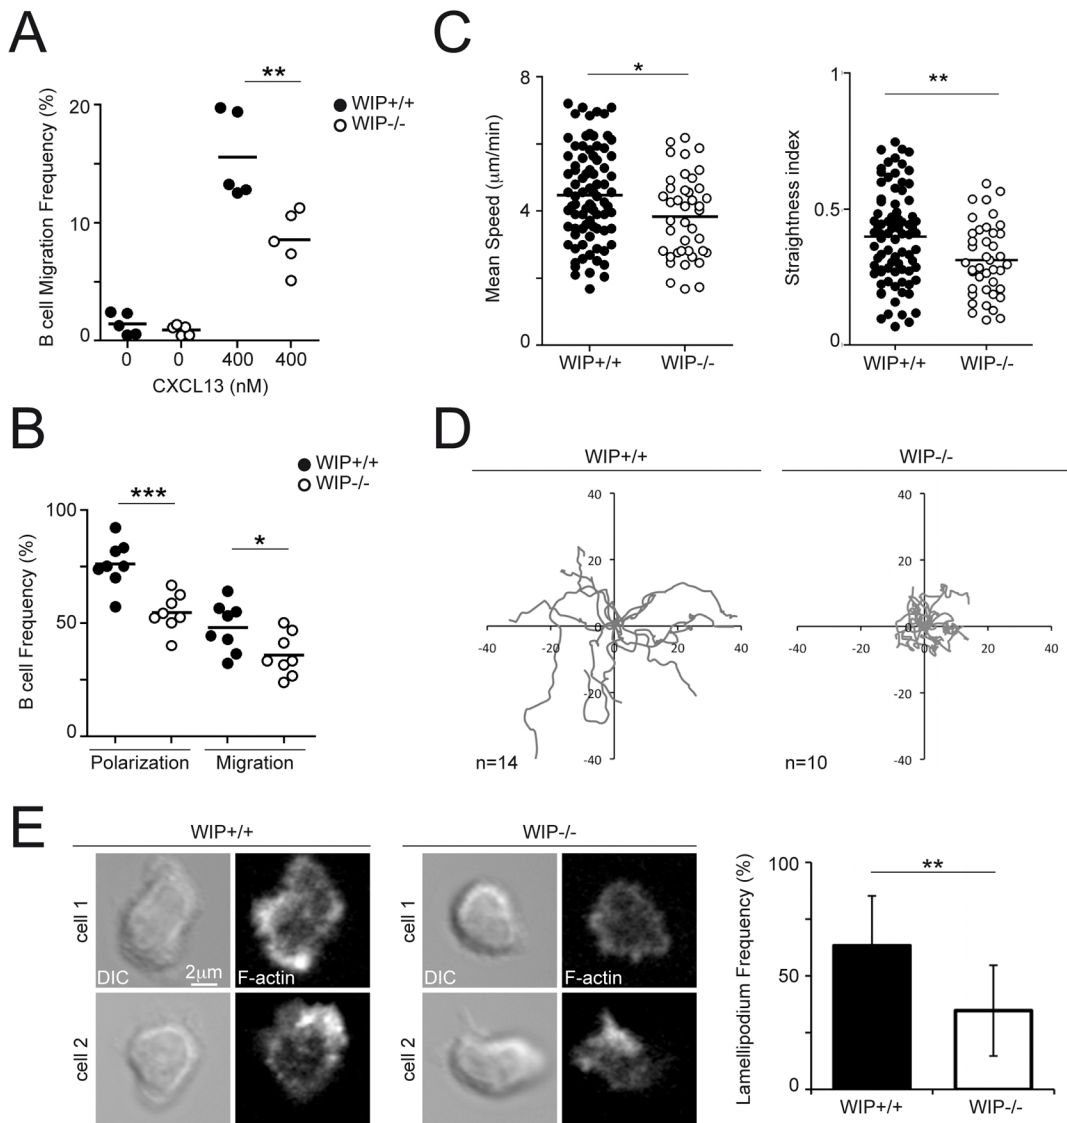 A
B cell Migration Frequency (%)
20
10
0
**
WIP+/+
WIP-/-
0 0 400 400
CXCL13 (nM)
C
Mean Speed (μm/min)
8
4
0
*
WIP+/+ WIP-/-
Straightness index
1
0.5
0
**
WIP+/+ WIP-/-
B
B cell Frequency (%)
100
50
0
***
*
WIP+/+
WIP-/-
Polarization Migration
D
WIP+/+
40
20
0
-20
-40
-40 -20 0 20 40
n=14
WIP-/-
40
20
0
-20
-40
-40 -20 0 20 40
n=10
E
WIP+/+
cell 1
DIC
2μm
F-actin
cell 2
WIP-/-
cell 1
DIC
F-actin
cell 2
Lamellipodium Frequency (%)
100
50
0
**
WIP+/+ WIP-/-